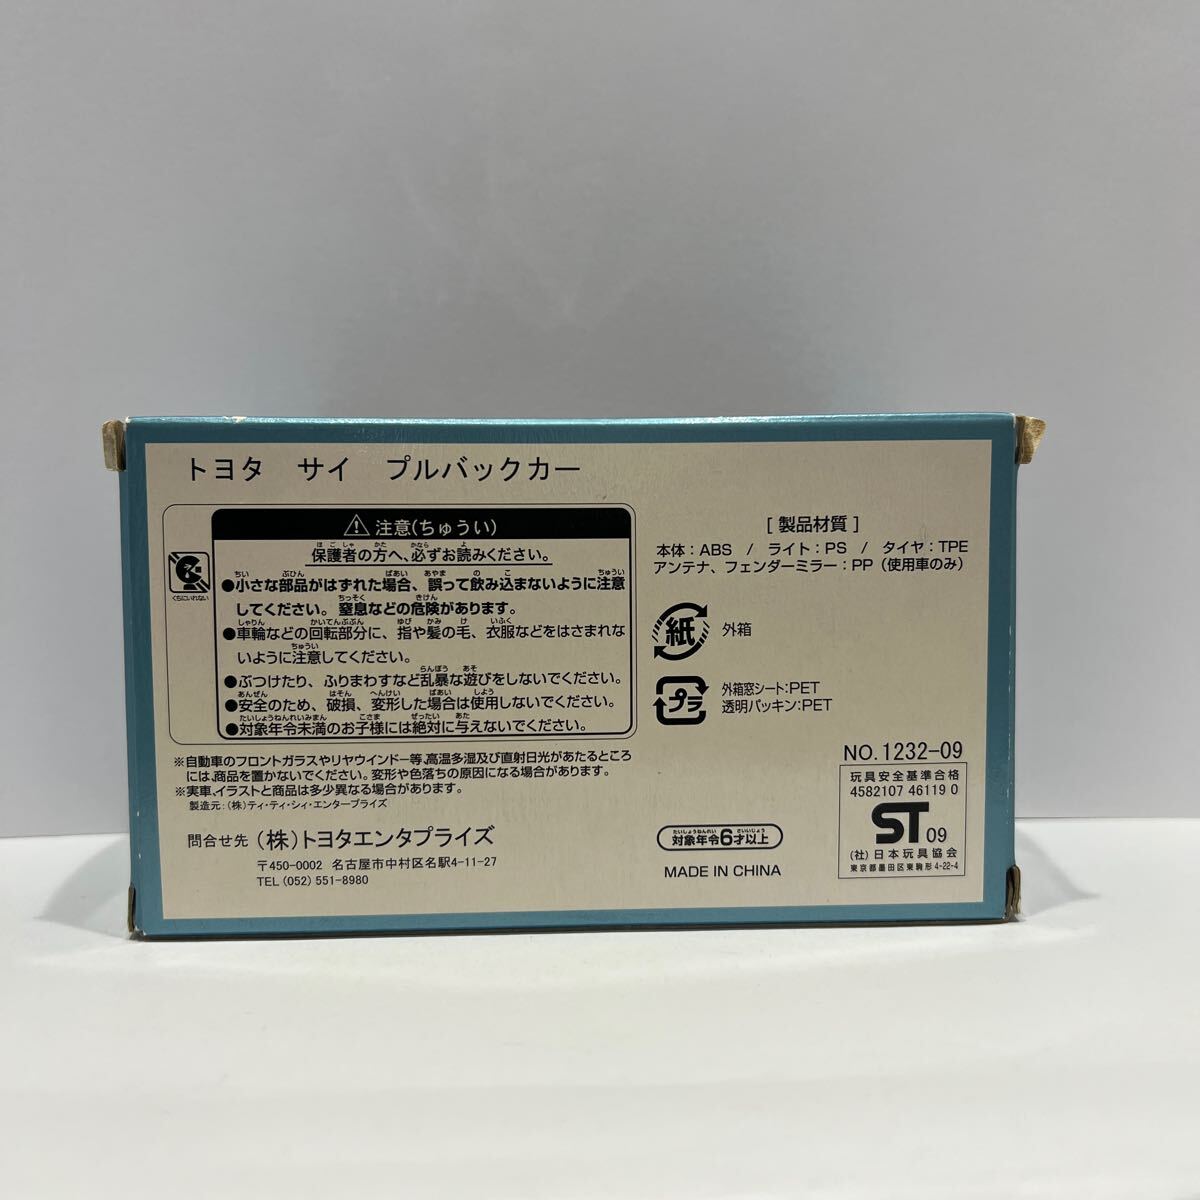 トヨタ　サイ　プルバックカー
⚠ 注意(ちゅうい)
保護者の方へ、必ずお読みください。
くちにいれない
●小さな部品がはずれた場合、誤って飲み込まないように注意
してください。窒息などの危険があります。
●車輪などの回転部分に、指や髪の毛、衣服などをはさまれな
いように注意してください。
●ぶつけたり、ふりまわすなど乱暴な遊びをしないでください。
●安全のため、破損、変形した場合は使用しないでください。
●対象年令未満のお子様には絶対に与えないでください。
※自動車のフロントガラスやリヤウインドー等、高温多湿及び直射日光があたるところ
には、商品を置かないでください。変形や色落ちの原因になる場合があります。
※実車、イラストと商品は多少異なる場合があります。
製造元:(株)ティ・ティ・シィ・エンタープライズ
問合せ先 (株)トヨタエンタプライズ
〒450-0002 名古屋市中村区名駅4-11-27
TEL (052) 551-8980
[ 製品材質 ]
本体：ABS / ライト：PS / タイヤ：TPE
アンテナ、フェンダーミラー：PP（使用車のみ）
紙 外箱
プラ 外箱窓シート:PET
透明パッキン:PET
対象年令6才以上
たいしょうねんれい さいいじょう
MADE IN CHINA
NO.1232-09
玩具安全基準合格
4582107 46119 0
ST 09
(社)日本玩具協会
東京都墨田区東駒形4-22-4